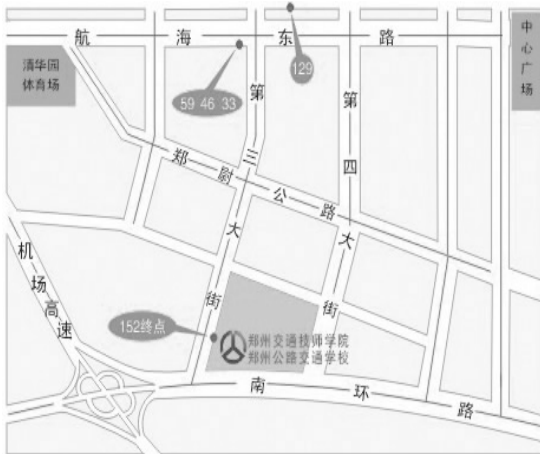 航海东路
清华园
体育场
中心广场
129
59 46 33
第三大街
第四大街
郑尉公路
机场高速
152终点
郑州交通技师学院
郑州公路交通学校
南环路